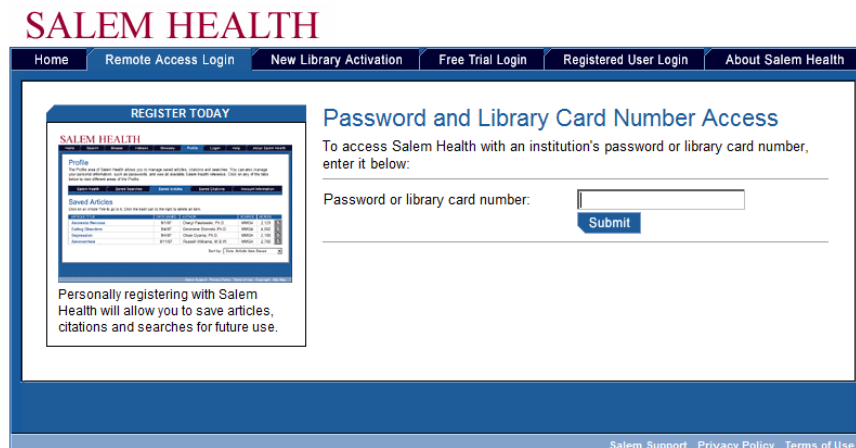 SALEM HEALTH
Home
Remote Access Login
New Library Activation
Free Trial Login
Registered User Login
About Salem Health
REGISTER TODAY
SALEM HEALTH
Profile
Saved Articles
Personally registering with Salem
Health will allow you to save articles,
citations and searches for future use.
Password and Library Card Number Access
To access Salem Health with an institution's password or library card number,
enter it below:
Password or library card number:
Submit
Salem Support Privacy Policy Terms of Use